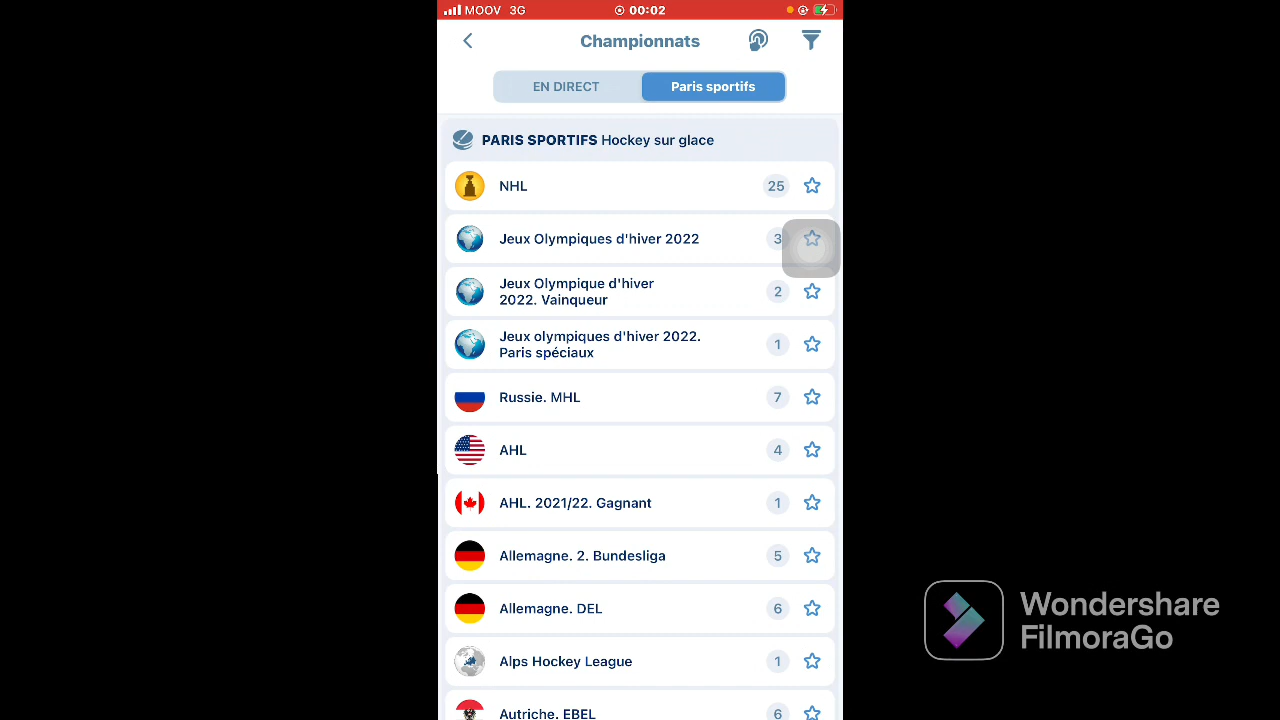 MOOV 3G 00:02
Championnats
EN DIRECT Paris sportifs
PARIS SPORTIFS Hockey sur glace
NHL 25
Jeux Olympiques d'hiver 2022 3
Jeux Olympique d'hiver
2022. Vainqueur 2
Jeux olympiques d'hiver 2022.
Paris spéciaux 1
Russie. MHL 7
AHL 4
AHL. 2021/22. Gagnant 1
Allemagne. 2. Bundesliga 5
Allemagne. DEL 6
Alps Hockey League 1
Autriche. EBEL 6
Wondershare
FilmoraGo